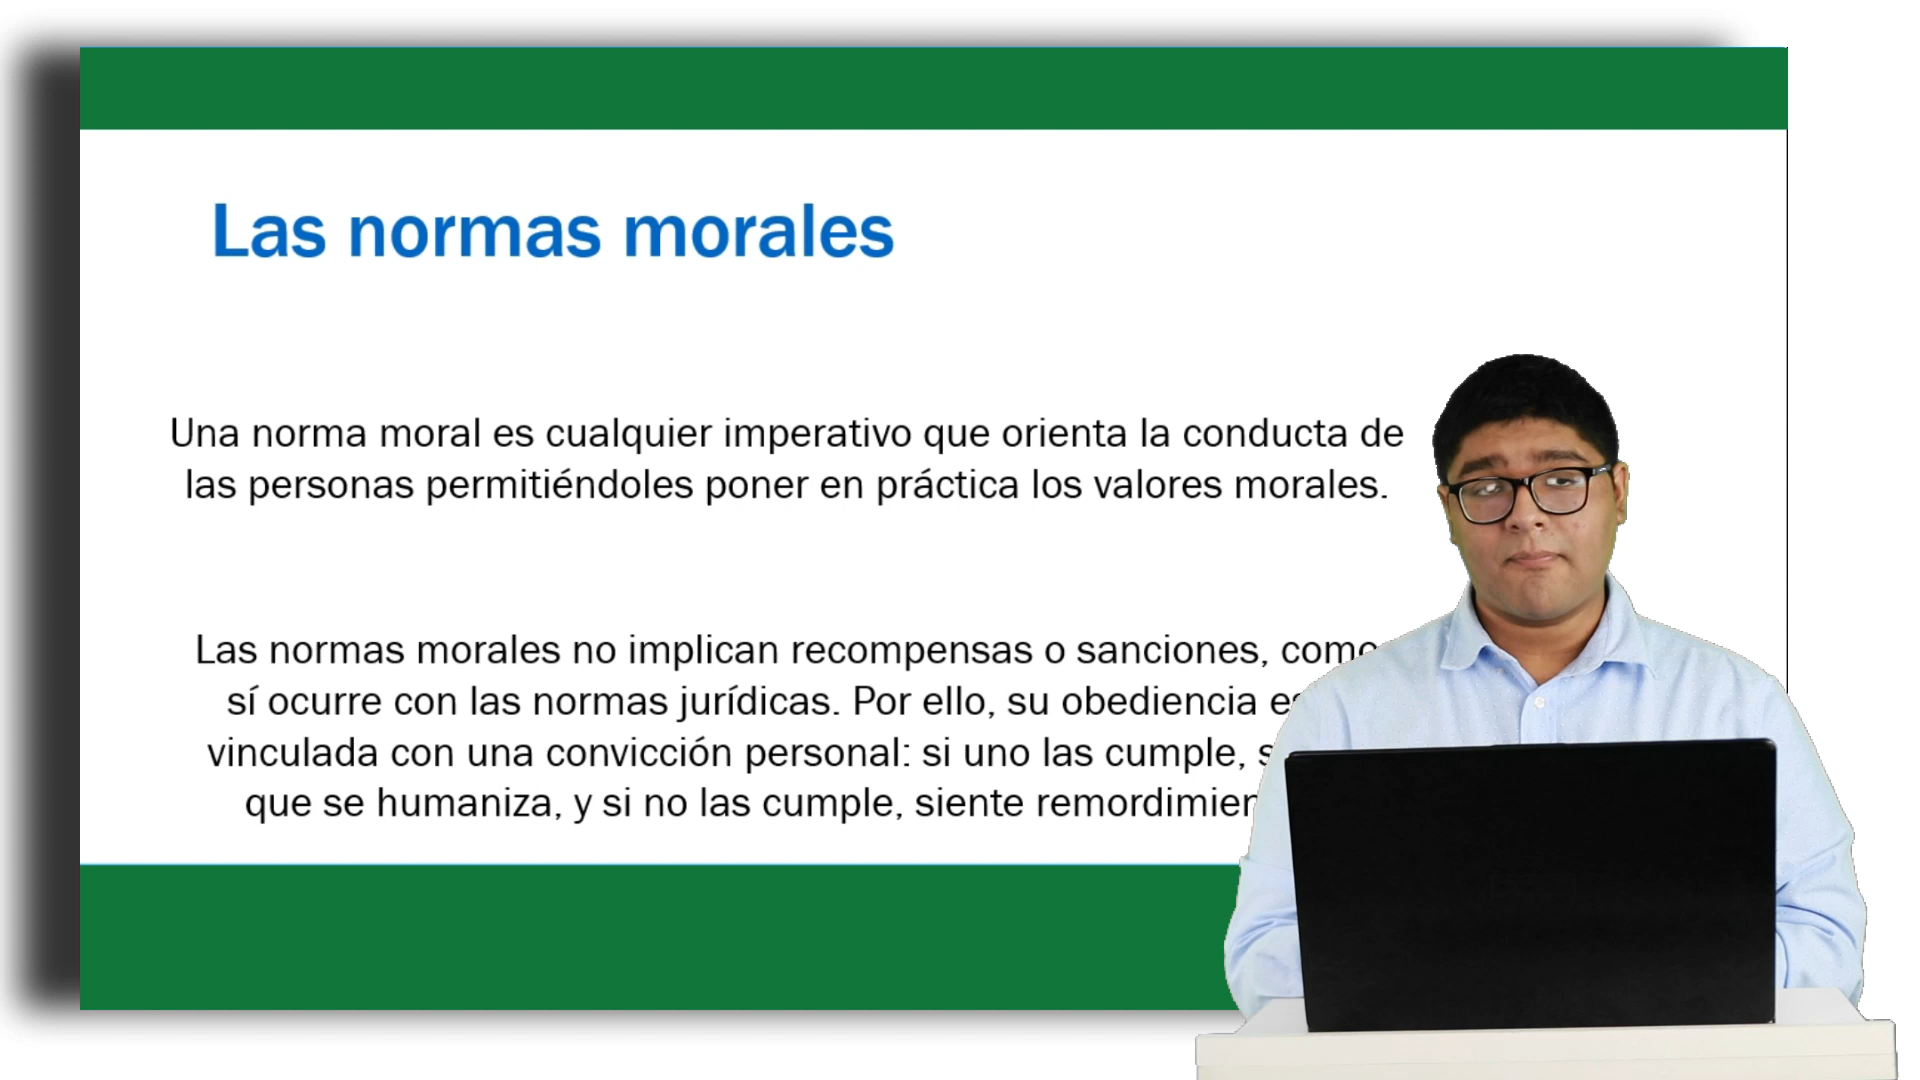 Las normas morales
Una norma moral es cualquier imperativo que orienta la conducta de
las personas permitiéndoles poner en práctica los valores morales.
Las normas morales no implican recompensas o sanciones, como
sí ocurre con las normas jurídicas. Por ello, su obediencia
vinculada con una convicción personal: si uno las cumple,
que se humaniza, y si no las cumple, siente